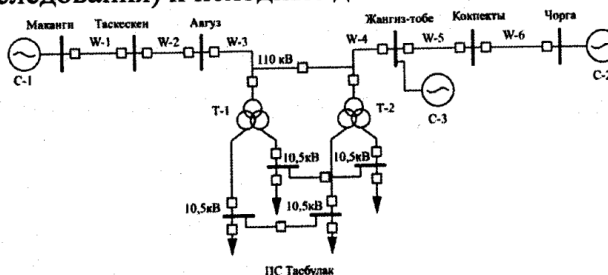 следования) и
Маканги
Таскескен
Аягуз
Жангиз-тобе
Кокпекты
Чорга
W-1
W-2
W-3
W-4
W-5
W-6
110 кВ
С-1
С-2
С-3
Т-1
Т-2
10,5кВ
10,5кВ
10,5кВ
10,5кВ
ПС Тасбулак